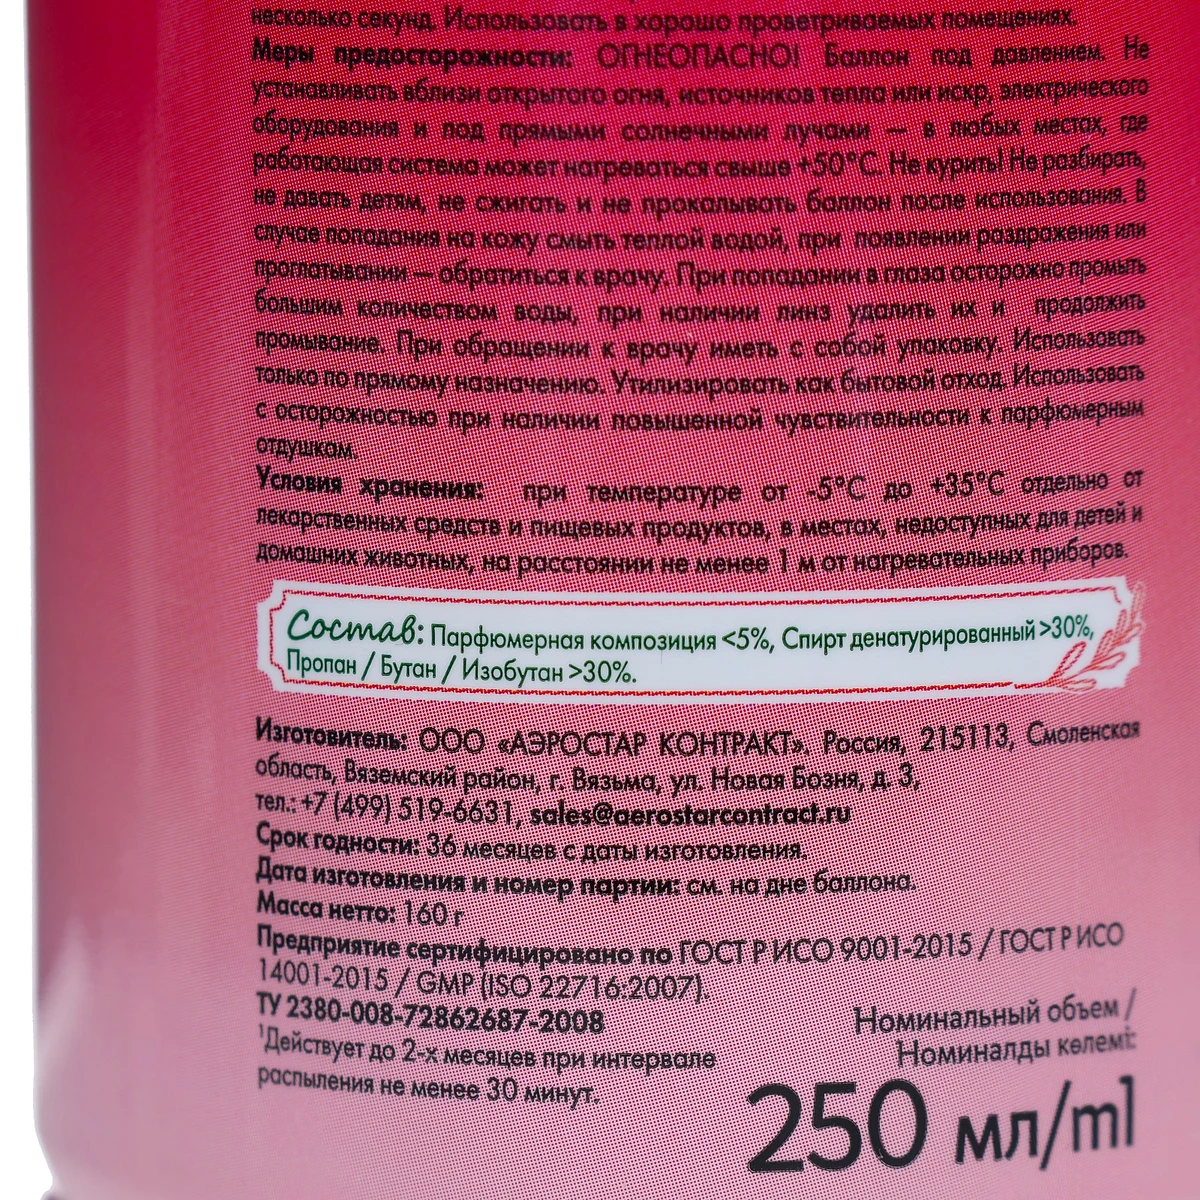 несколько секунд. Использовать в хорошо проветриваемых помещениях.
Меры предосторожности: ОГНЕОПАСНО! Баллон под давлением. Не
устанавливать вблизи открытого огня, источников тепла или искр, электрического
оборудования и под прямыми солнечными лучами — в любых местах, где
работающая система может нагреваться свыше +50°С. Не курить! Не разбирать,
не давать детям, не сжигать и не прокалывать баллон после использования. В
случае попадания на кожу смыть теплой водой, при появлении раздражения или
проглатывании — обратиться к врачу. При попадании в глаза осторожно промыть
большим количеством воды, при наличии линз удалить их и продолжить
промывание. При обращении к врачу иметь с собой упаковку. Использовать
только по прямому назначению. Утилизировать как бытовой отход. Использовать
с осторожностью при наличии повышенной чувствительности к парфюмерным
отдушкам.
Условия хранения: при температуре от -5°С до +35°С отдельно от
лекарственных средств и пищевых продуктов, в местах, недоступных для детей и
домашних животных, на расстоянии не менее 1 м от нагревательных приборов.
Состав: Парфюмерная композиция <5%, Спирт денатурированный >30%,
Пропан / Бутан / Изобутан >30%.
Изготовитель: ООО «АЭРОСТАР КОНТРАКТ». Россия, 215113, Смоленская
область, Вяземский район, г. Вязьма, ул. Новая Бозня, д. 3,
тел.: +7 (499) 519-6631, sales@aerostarcontract.ru
Срок годности: 36 месяцев с даты изготовления.
Дата изготовления и номер партии: см. на дне баллона.
Масса нетто: 160 г
Предприятие сертифицировано по ГОСТ Р ИСО 9001-2015 / ГОСТ Р ИСО
14001-2015 / GMP (ISO 22716:2007).
ТУ 2380-008-72862687-2008
¹Действует до 2-х месяцев при интервале
распыления не менее 30 минут.
Номинальный объем /
Номиналды көлемі:
250 мл/ml